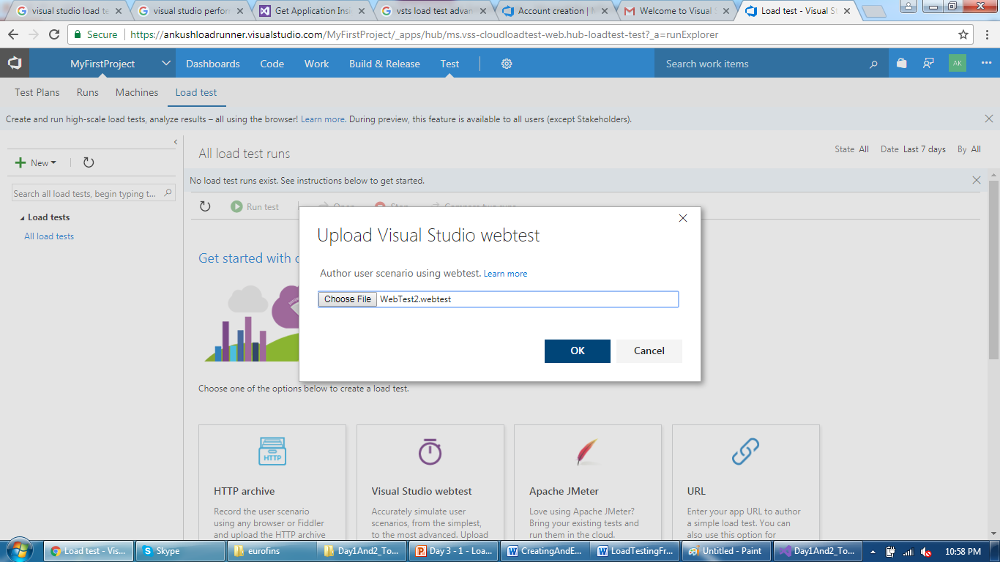 visual studio load te
visual studio perfor
Get Application Insi
vsts load test advan
Account creation | M
Welcome to Visual S
Load test - Visual St
Secure https://ankushloadrunner.visualstudio.com/MyFirstProject/_apps/hub/ms.vss-cloudloadtest-web.hub-loadtest-test?_a=runExplorer
MyFirstProject Dashboards Code Work Build & Release Test Search work items AK
Test Plans Runs Machines Load test
Create and run high-scale load tests, analyze results – all using the browser! Learn more. During preview, this feature is available to all users (except Stakeholders).
All load test runs
State All Date Last 7 days By All
New
No load test runs exist. See instructions below to get started.
Search all load tests, begin typing t...
Run test Open Stop Compare two runs
Load tests
All load tests
Get started with c
Upload Visual Studio webtest
Author user scenario using webtest. Learn more
Choose File WebTest2.webtest
OK Cancel
Choose one of the options below to create a load test.
HTTP
HTTP archive
Record the user scenario
using any browser or Fiddler
and upload the HTTP archive
Visual Studio webtest
Accurately simulate user
scenarios, from the simplest,
to the most advanced. Upload
Apache JMeter
Love using Apache JMeter?
Bring your existing tests and
run them in the cloud.
URL
Enter your app URL to author
a simple load test. You can
also use this option for
Load test - Vis...
Skype
eurofins
Day1And2_To...
Day 3 - 1 - Loa...
CreatingAndE...
LoadTestingFr...
Untitled - Paint
Day1And2_To...
10:58 PM